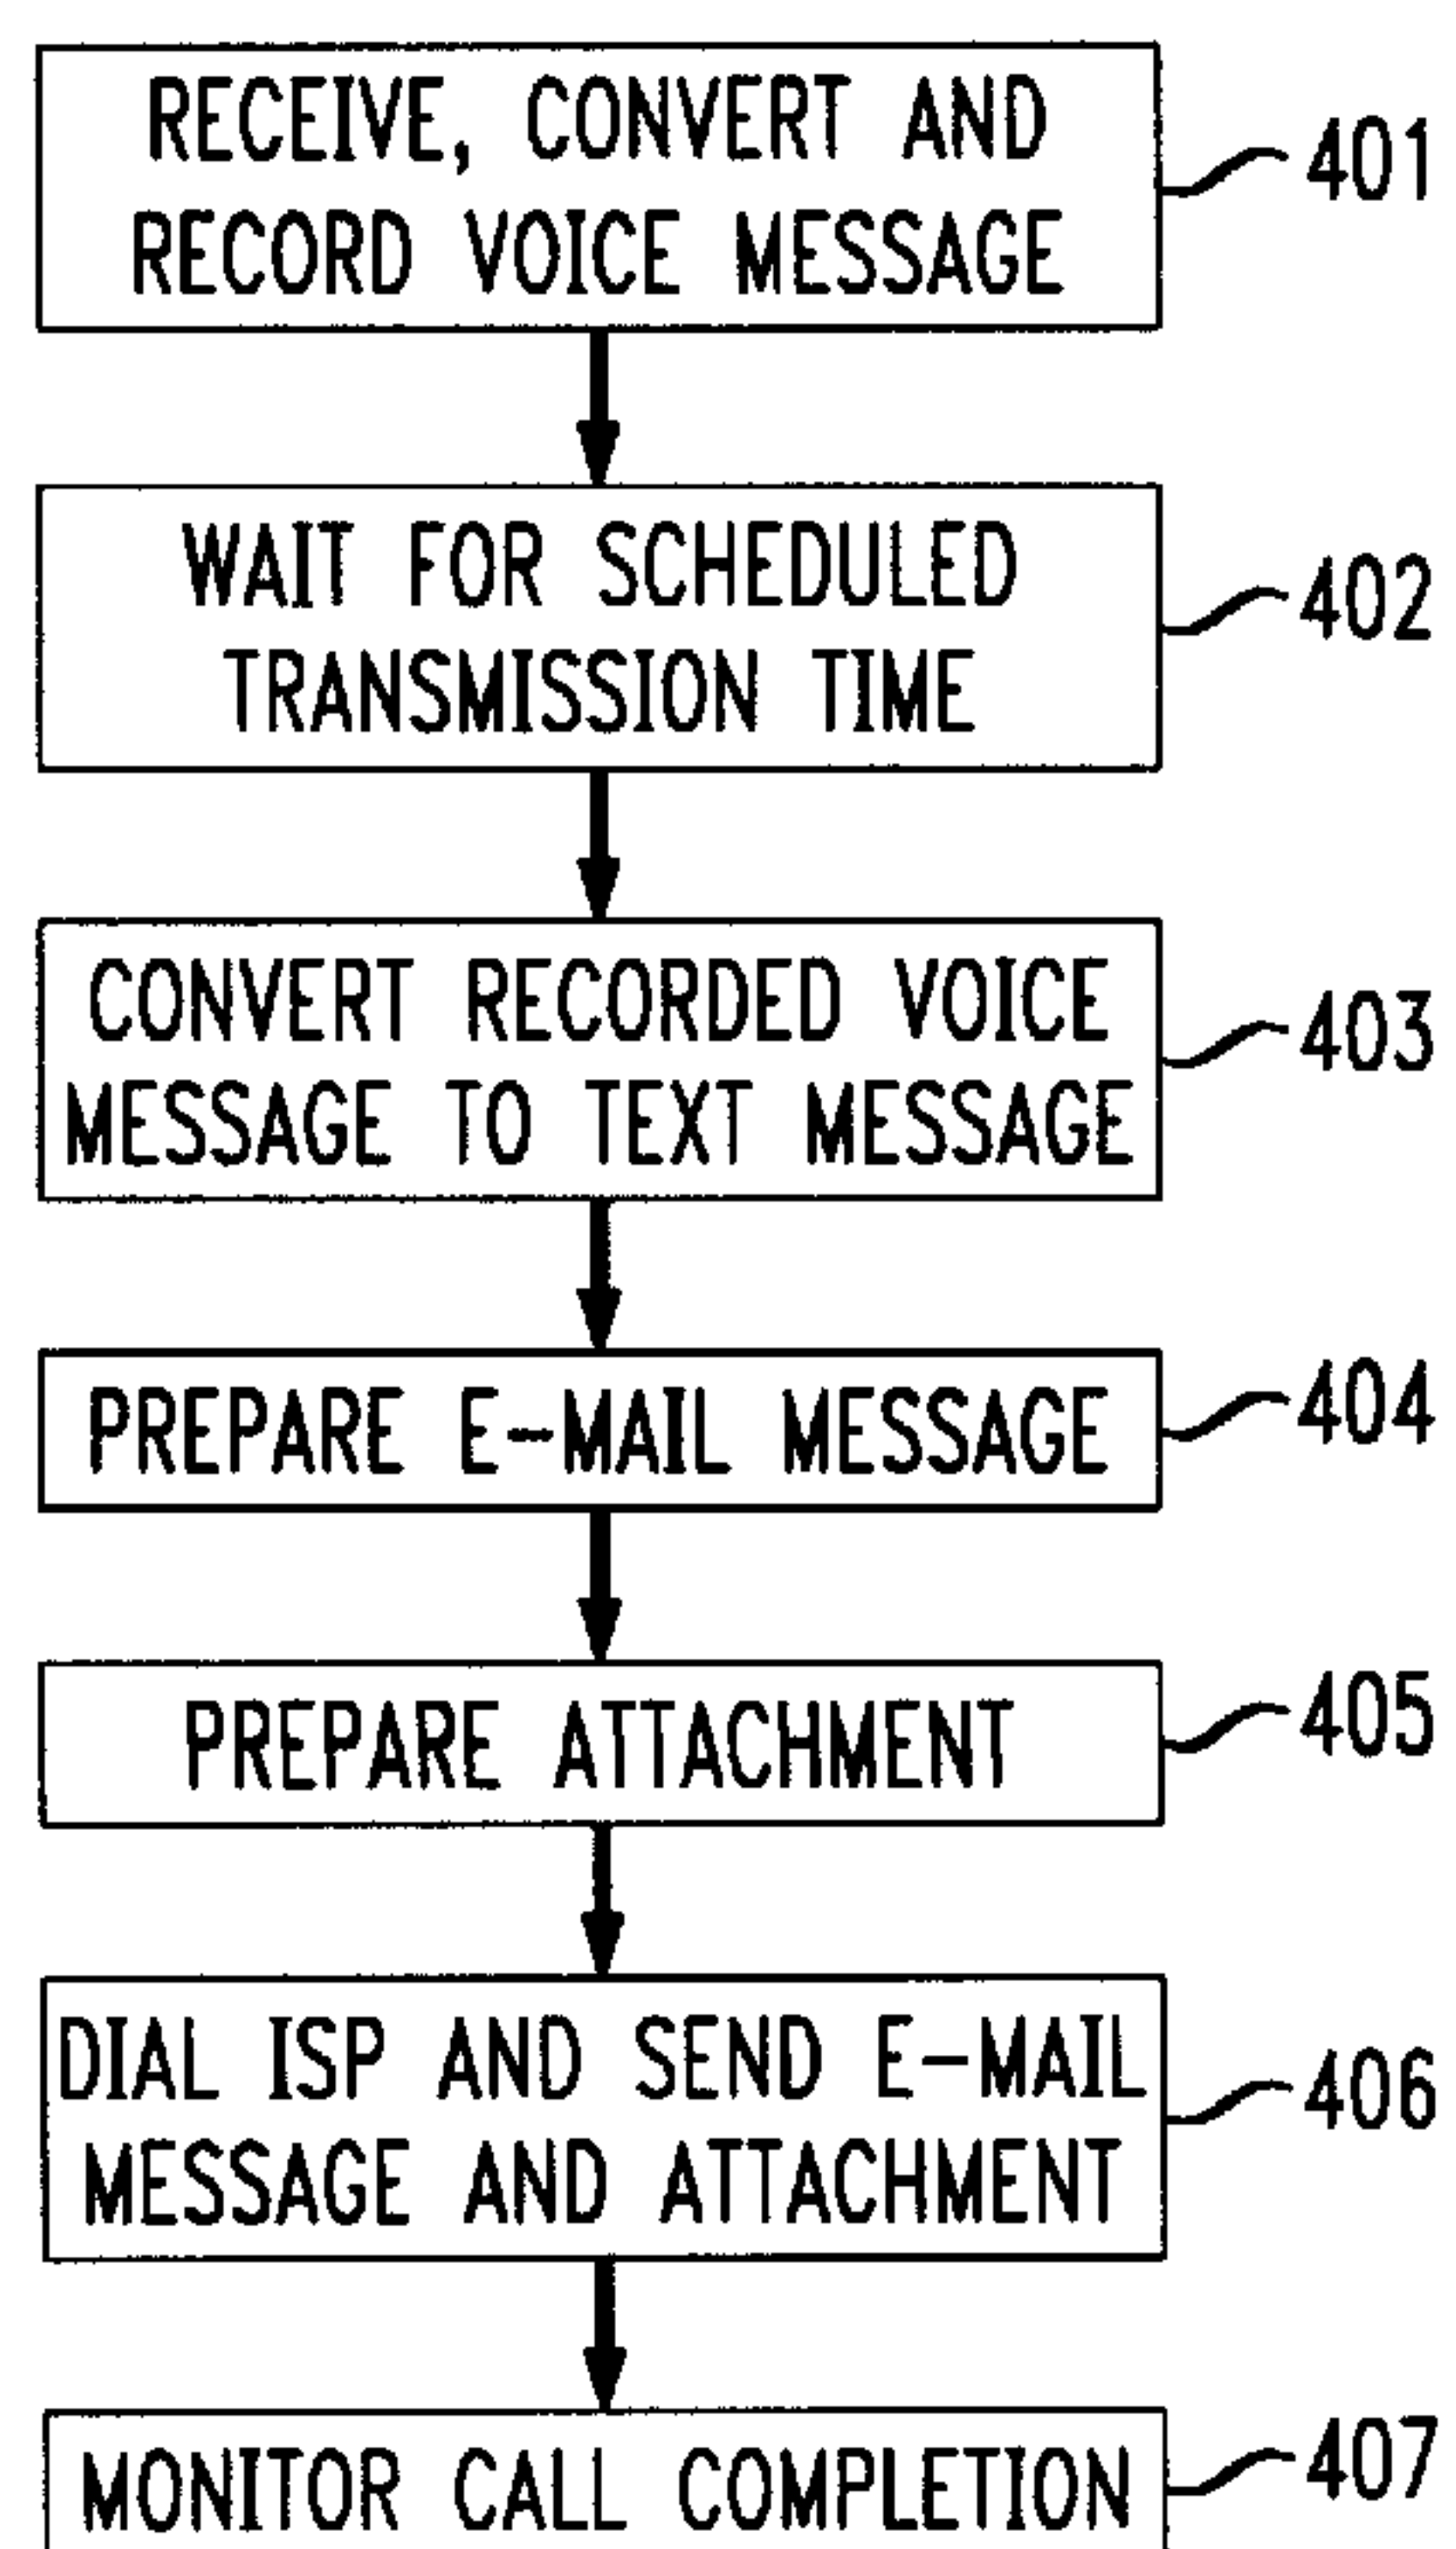 RECEIVE, CONVERT AND
RECORD VOICE MESSAGE
401
WAIT FOR SCHEDULED
TRANSMISSION TIME
402
CONVERT RECORDED VOICE
MESSAGE TO TEXT MESSAGE
403
PREPARE E-MAIL MESSAGE
404
PREPARE ATTACHMENT
405
DIAL ISP AND SEND E-MAIL
MESSAGE AND ATTACHMENT
406
MONITOR CALL COMPLETION
407